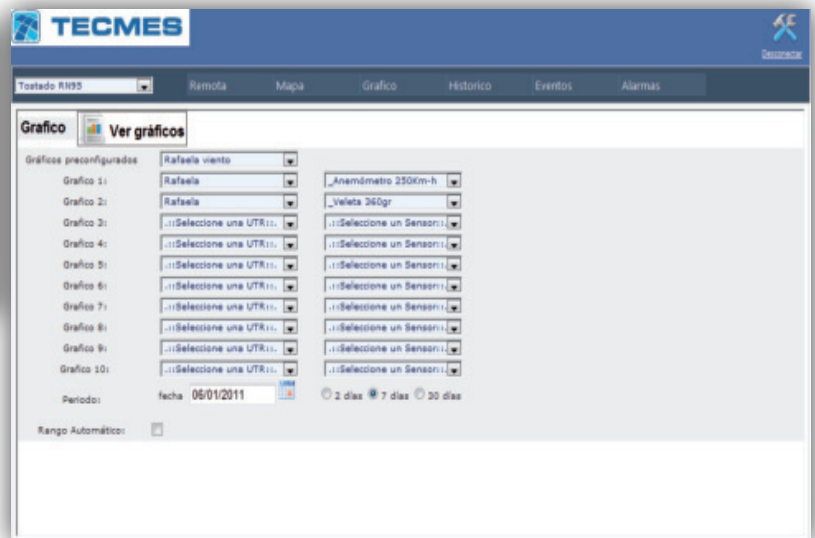 TECMES
Desconectar
Tostado RN95 Remota Mapa Grafico Historico Eventos Alarmas
Grafico Ver gráficos
Gráficos preconfigurados Rafaela viento
Grafico 1: Rafaela _Anemómetro 250Km-h
Grafico 2: Rafaela _Veleta 360gr
Grafico 3: .::Seleccione una UTR::. .::Seleccione un Sensor::.
Grafico 4: .::Seleccione una UTR::. .::Seleccione un Sensor::.
Grafico 5: .::Seleccione una UTR::. .::Seleccione un Sensor::.
Grafico 6: .::Seleccione una UTR::. .::Seleccione un Sensor::.
Grafico 7: .::Seleccione una UTR::. .::Seleccione un Sensor::.
Grafico 8: .::Seleccione una UTR::. .::Seleccione un Sensor::.
Grafico 9: .::Seleccione una UTR::. .::Seleccione un Sensor::.
Grafico 10: .::Seleccione una UTR::. .::Seleccione un Sensor::.
Periodo: fecha 06/01/2011 2 días 7 días 30 días
Rango Automático: